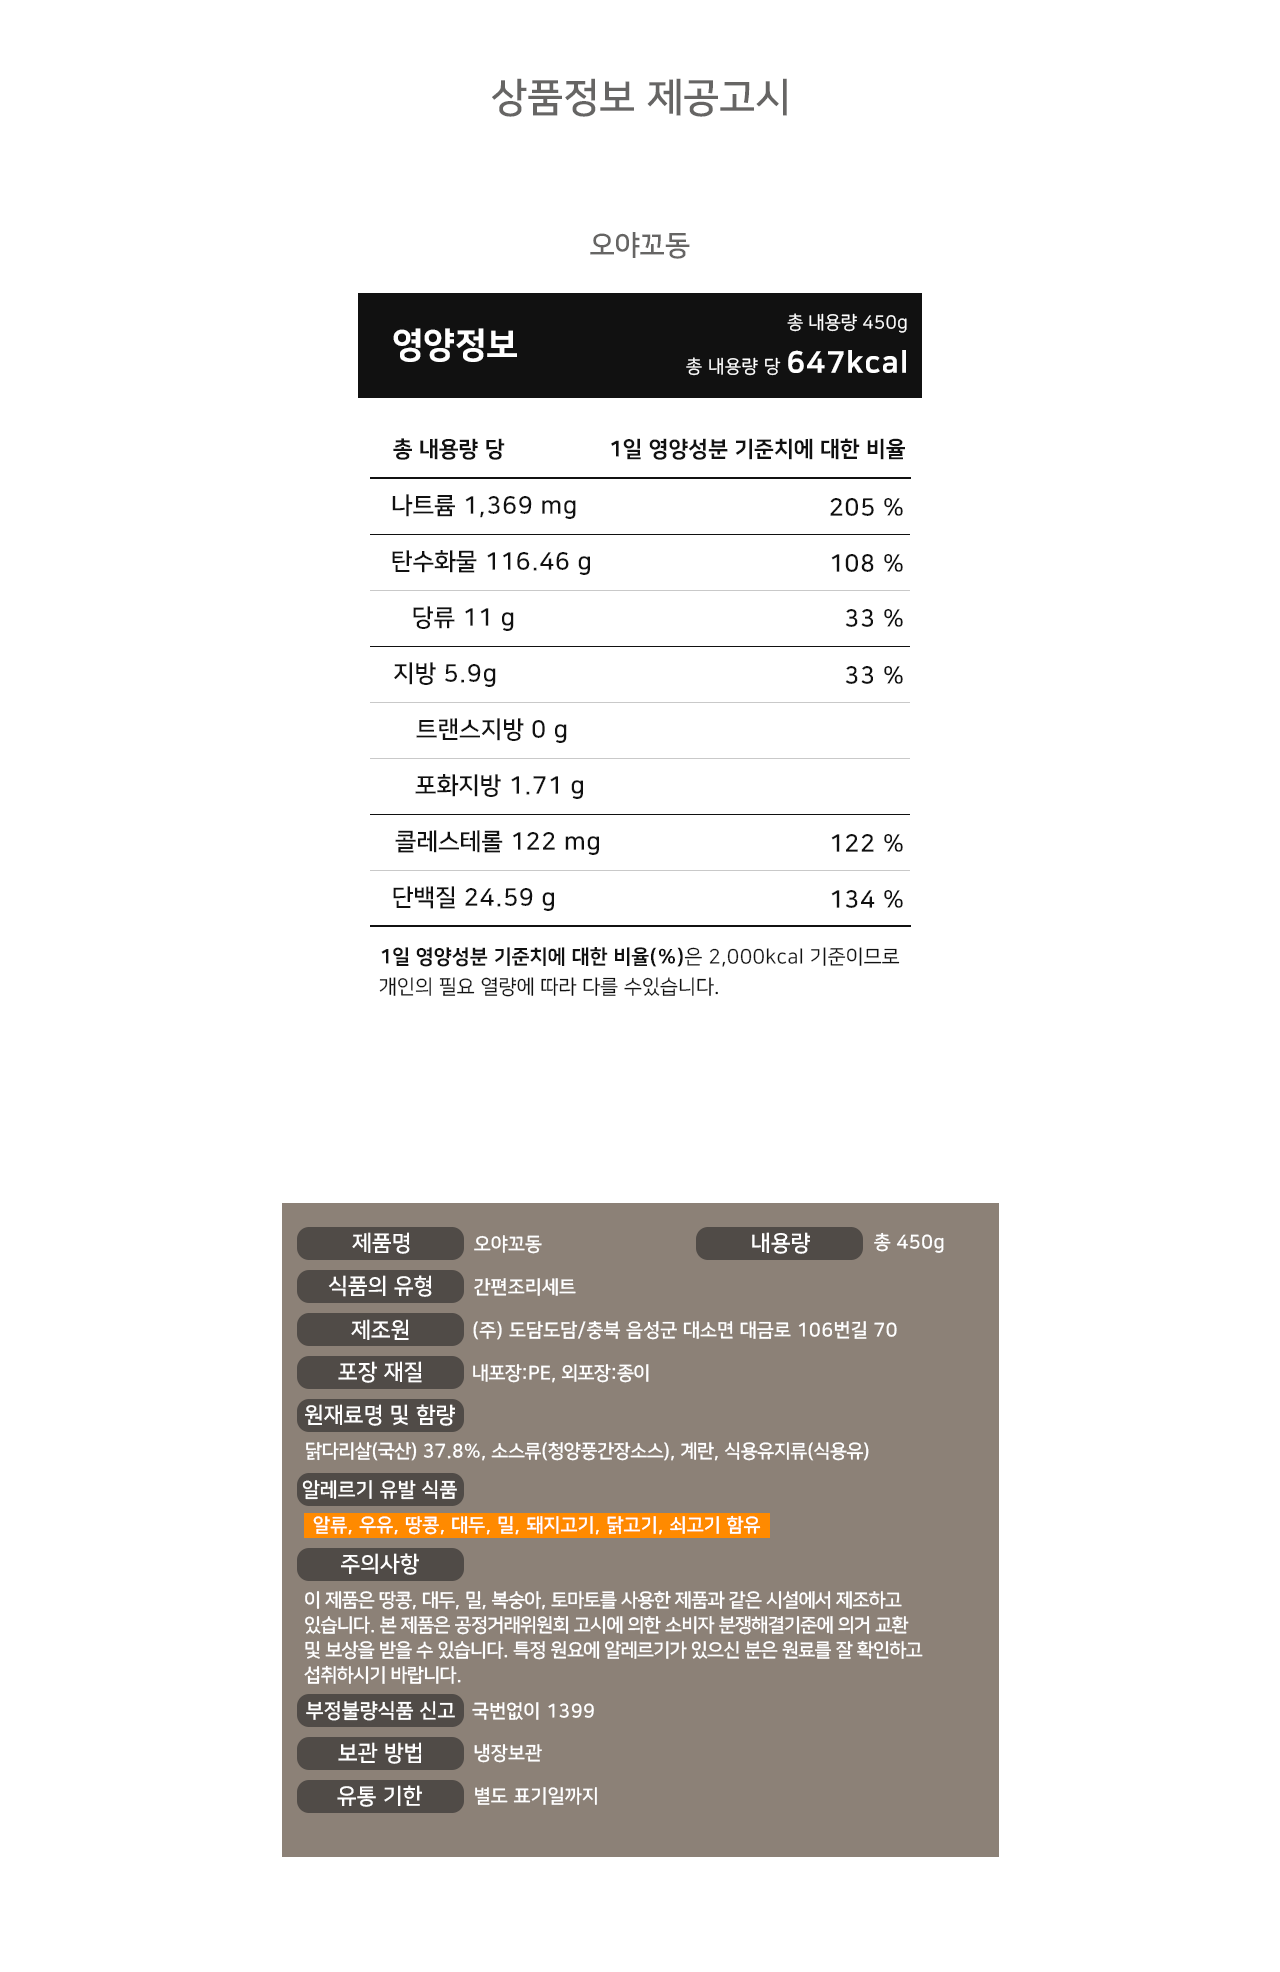 상품정보 제공고시
오야꼬동
영양정보
총 내용량 450g
총 내용량 당 647kcal
총 내용량 당 1일 영양성분 기준치에 대한 비율
나트륨 1,369 mg 205 %
탄수화물 116.46 g 108 %
당류 11 g 33 %
지방 5.9g 33 %
트랜스지방 0 g
포화지방 1.71 g
콜레스테롤 122 mg 122 %
단백질 24.59 g 134 %
1일 영양성분 기준치에 대한 비율(%)은 2,000kcal 기준이므로
개인의 필요 열량에 따라 다를 수있습니다.
제품명 오야꼬동 내용량 총 450g
식품의 유형 간편조리세트
제조원 (주) 도담도담/충북 음성군 대소면 대금로 106번길 70
포장 재질 내포장:PE, 외포장:종이
원재료명 및 함량
닭다리살(국산) 37.8%, 소스류(청양풍간장소스), 계란, 식용유지류(식용유)
알레르기 유발 식품
알류, 우유, 땅콩, 대두, 밀, 돼지고기, 닭고기, 쇠고기 함유
주의사항
이 제품은 땅콩, 대두, 밀, 복숭아, 토마토를 사용한 제품과 같은 시설에서 제조하고
있습니다. 본 제품은 공정거래위원회 고시에 의한 소비자 분쟁해결기준에 의거 교환
및 보상을 받을 수 있습니다. 특정 원요에 알레르기가 있으신 분은 원료를 잘 확인하고
섭취하시기 바랍니다.
부정불량식품 신고 국번없이 1399
보관 방법 냉장보관
유통 기한 별도 표기일까지